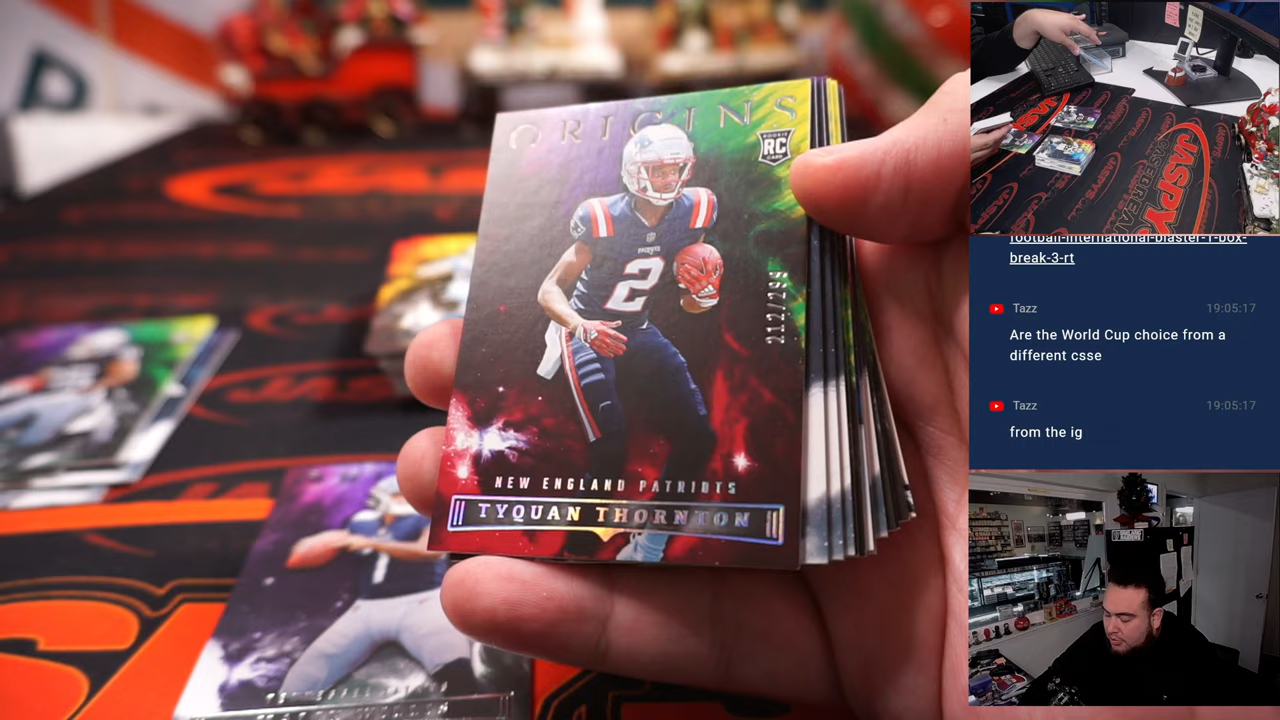 ORIGINS
ROOKIE
RC
CARD
PATRIOTS
2
212/299
NEW ENGLAND PATRIOTS
TYQUAN THORNTON
JASPY'S
CASEBREAKS
football-international-blaster-1-box-
break-3-rt
Tazz
19:05:17
Are the World Cup choice from a
different csse
Tazz
19:05:17
from the ig